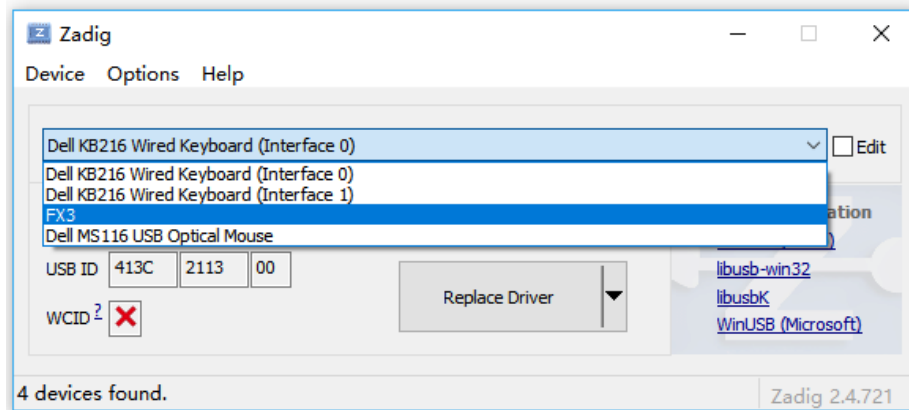 Zadig
Device Options Help
Dell KB216 Wired Keyboard (Interface 0)
Edit
Dell KB216 Wired Keyboard (Interface 0)
Dell KB216 Wired Keyboard (Interface 1)
FX3
Dell MS116 USB Optical Mouse
ation
USB ID 413C 2113 00
WCID ?
Replace Driver
libusb-win32
libusbK
WinUSB (Microsoft)
4 devices found.
Zadig 2.4.721